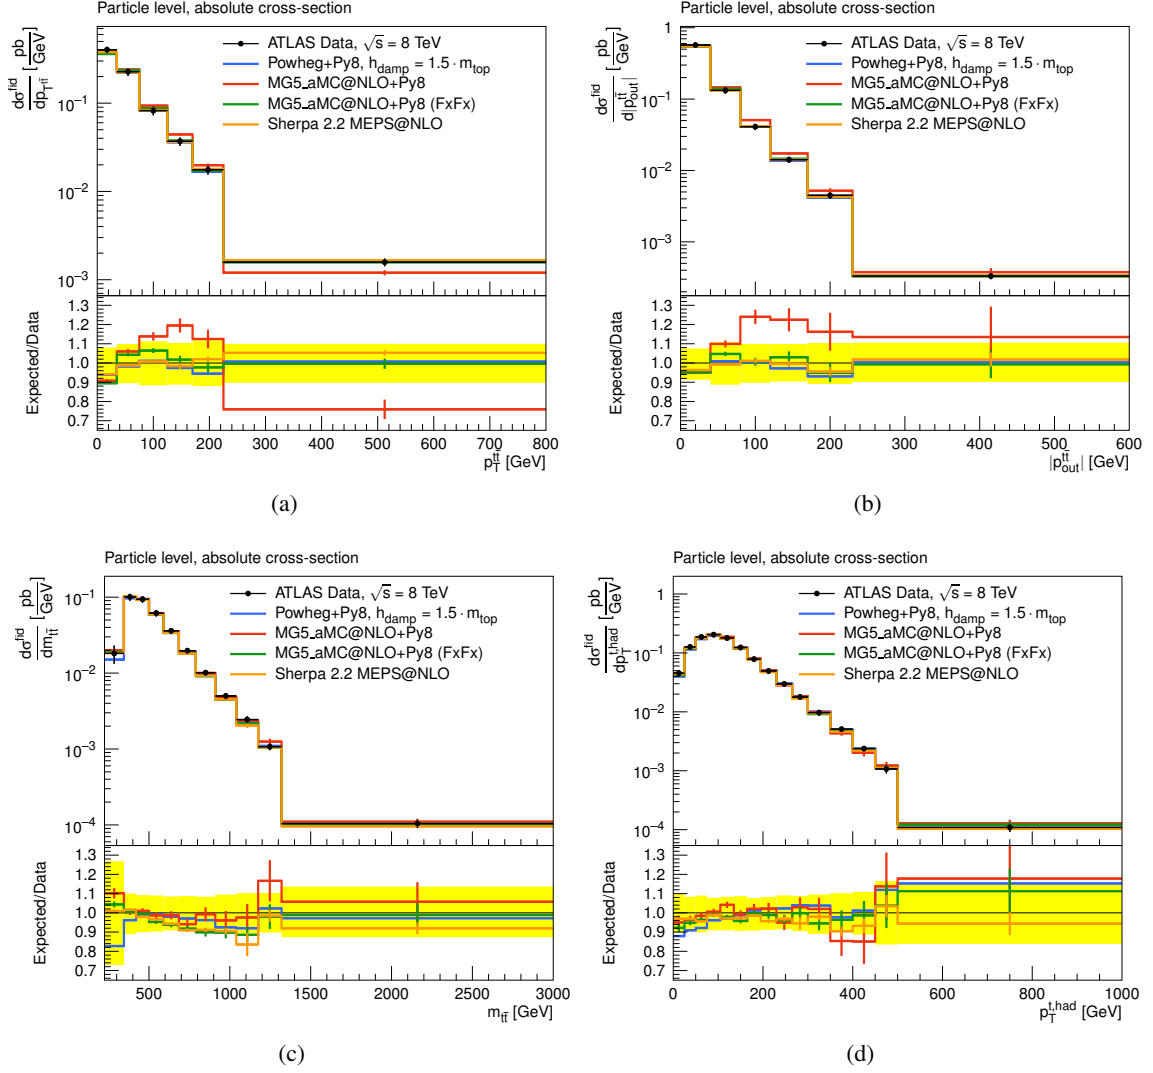 Particle level, absolute cross-section
dσ^fid/dp_T^tt̄ [pb/GeV]
ATLAS Data, √s = 8 TeV
Powheg+Py8, h_damp = 1.5 · m_top
MG5_aMC@NLO+Py8
MG5_aMC@NLO+Py8 (FxFx)
Sherpa 2.2 MEPS@NLO
10^−1
10^−2
10^−3
Expected/Data
1.3
1.2
1.1
1.0
0.9
0.8
0.7
0 100 200 300 400 500 600 700 800
p_T^tt̄ [GeV]
(a)
Particle level, absolute cross-section
dσ^fid/d|p_out^tt̄| [pb/GeV]
ATLAS Data, √s = 8 TeV
Powheg+Py8, h_damp = 1.5 · m_top
MG5_aMC@NLO+Py8
MG5_aMC@NLO+Py8 (FxFx)
Sherpa 2.2 MEPS@NLO
1
10^−1
10^−2
10^−3
Expected/Data
1.3
1.2
1.1
1.0
0.9
0.8
0.7
0 100 200 300 400 500 600
|p_out^tt̄| [GeV]
(b)
Particle level, absolute cross-section
dσ^fid/dm_tt̄ [pb/GeV]
ATLAS Data, √s = 8 TeV
Powheg+Py8, h_damp = 1.5 · m_top
MG5_aMC@NLO+Py8
MG5_aMC@NLO+Py8 (FxFx)
Sherpa 2.2 MEPS@NLO
10^−1
10^−2
10^−3
10^−4
Expected/Data
1.3
1.2
1.1
1.0
0.9
0.8
0.7
500 1000 1500 2000 2500 3000
m_tt̄ [GeV]
(c)
Particle level, absolute cross-section
dσ^fid/dp_T^t,had [pb/GeV]
ATLAS Data, √s = 8 TeV
Powheg+Py8, h_damp = 1.5 · m_top
MG5_aMC@NLO+Py8
MG5_aMC@NLO+Py8 (FxFx)
Sherpa 2.2 MEPS@NLO
1
10^−1
10^−2
10^−3
10^−4
Expected/Data
1.3
1.2
1.1
1.0
0.9
0.8
0.7
0 200 400 600 800 1000
p_T^t,had [GeV]
(d)